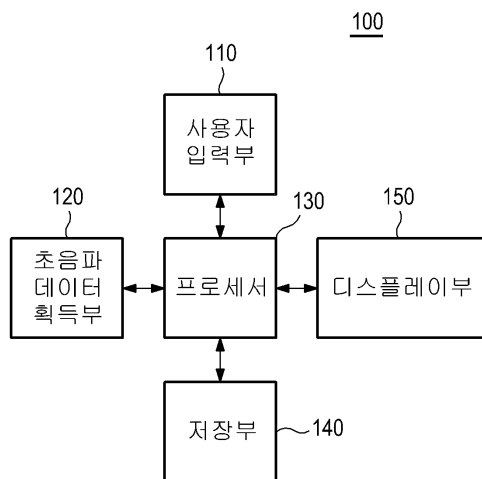 100
110
사용자
입력부
120
초음파
데이터
획득부
130
프로세서
150
디스플레이부
저장부
140